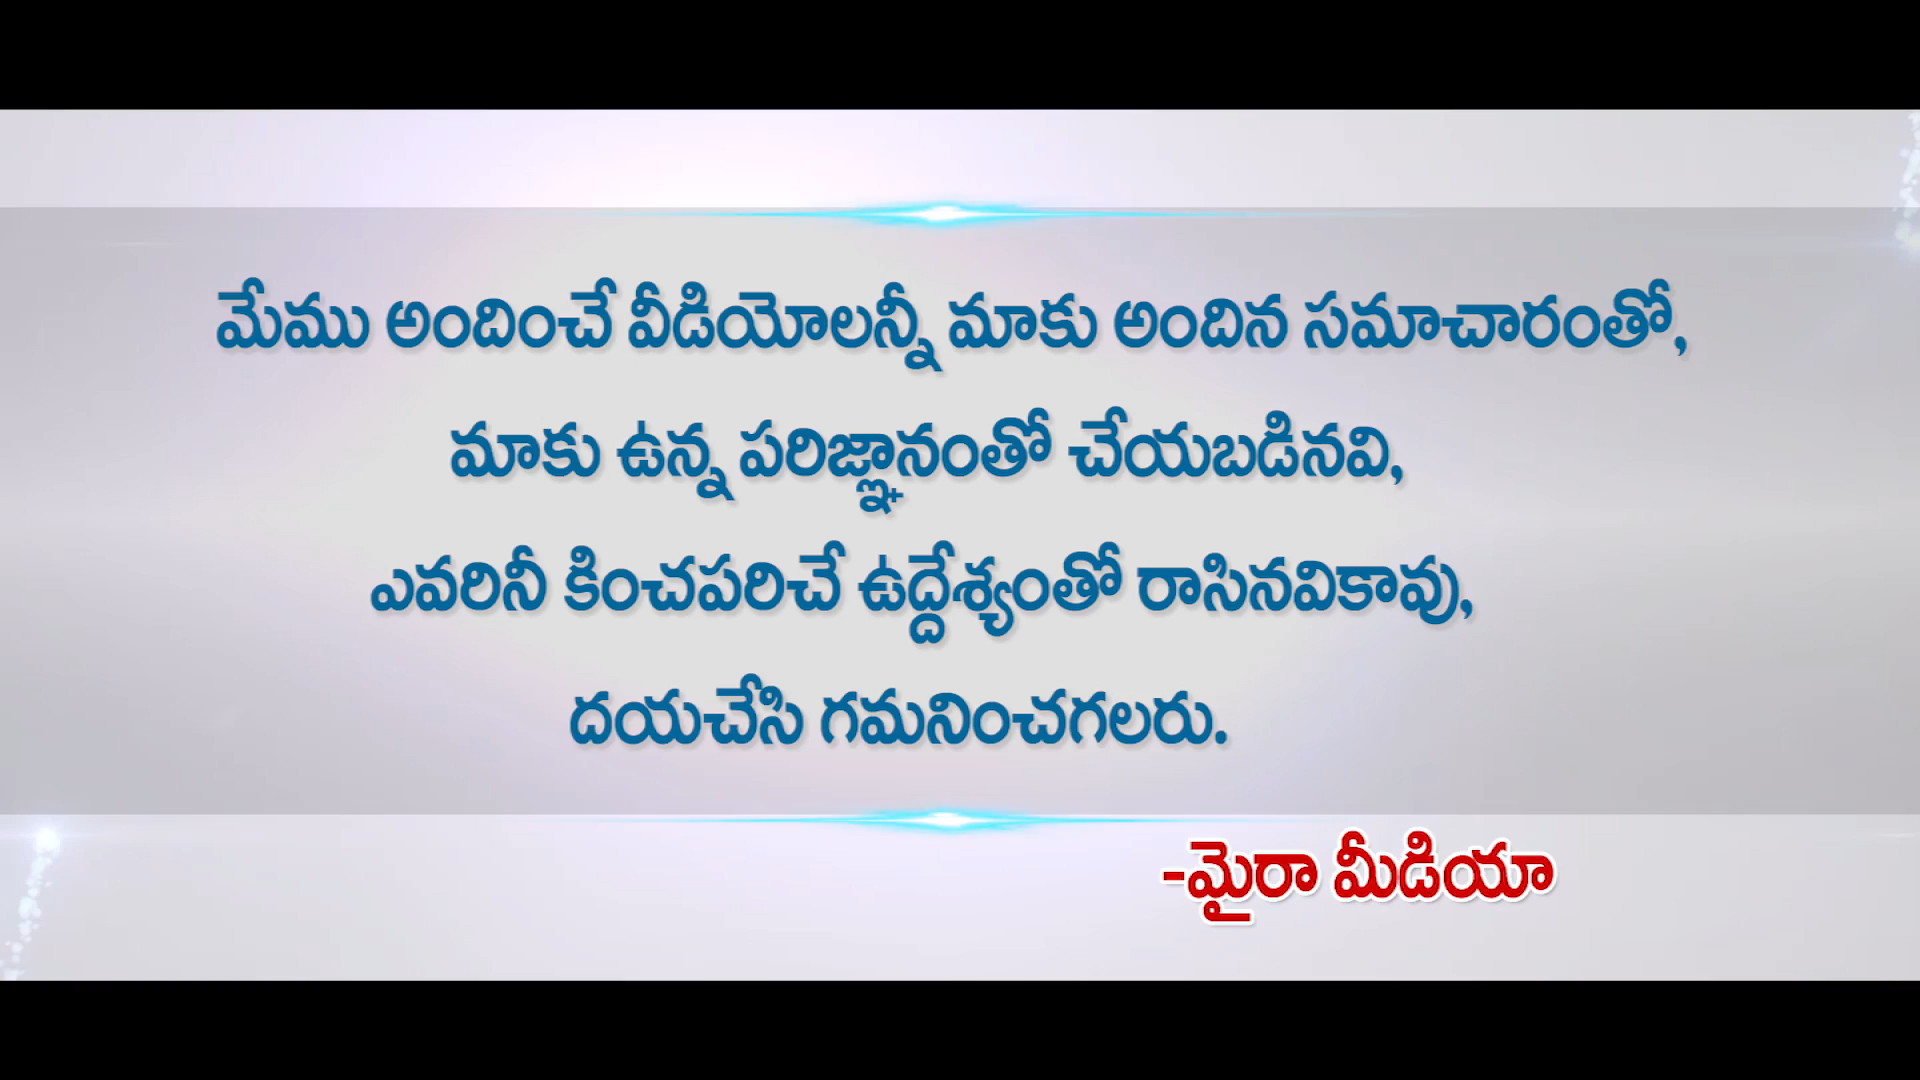 మేము అందించే వీడియోలన్నీ మాకు అందిన సమాచారంతో,
మాకు ఉన్న పరిజ్ఞానంతో చేయబడినవి,
ఎవరినీ కించపరిచే ఉద్దేశ్యంతో రాసినవికావు,
దయచేసి గమనించగలరు.
-మైరా మీడియా